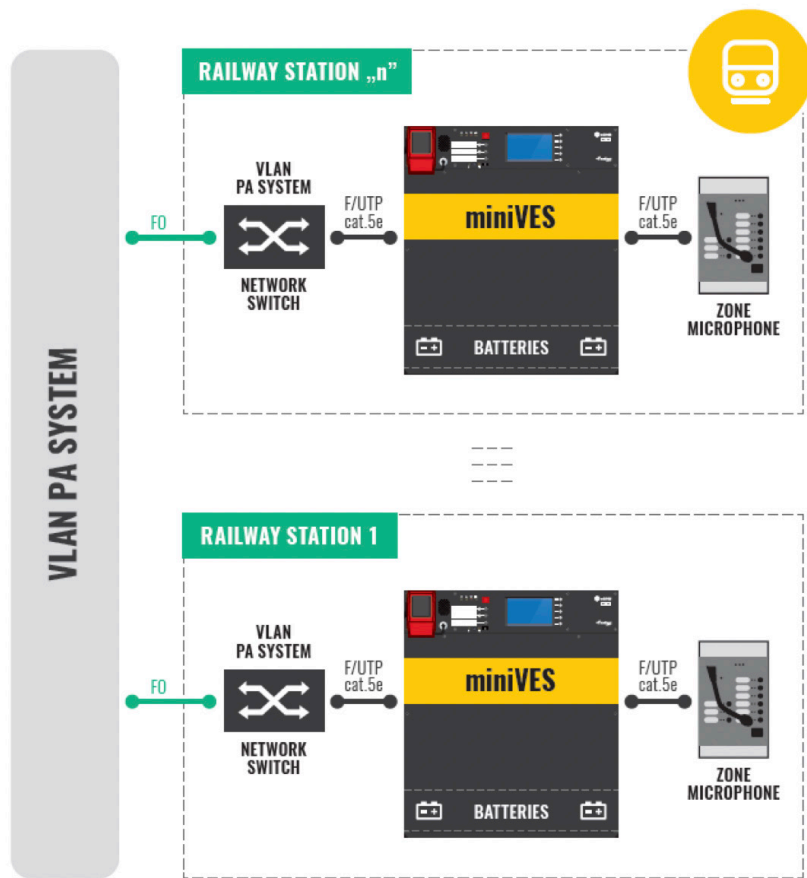 VLAN PA SYSTEM
RAILWAY STATION „n”
FO
VLAN
PA SYSTEM
NETWORK
SWITCH
F/UTP
cat.5e
miniVES
BATTERIES
F/UTP
cat.5e
ZONE
MICROPHONE
RAILWAY STATION 1
FO
VLAN
PA SYSTEM
NETWORK
SWITCH
F/UTP
cat.5e
miniVES
BATTERIES
F/UTP
cat.5e
ZONE
MICROPHONE